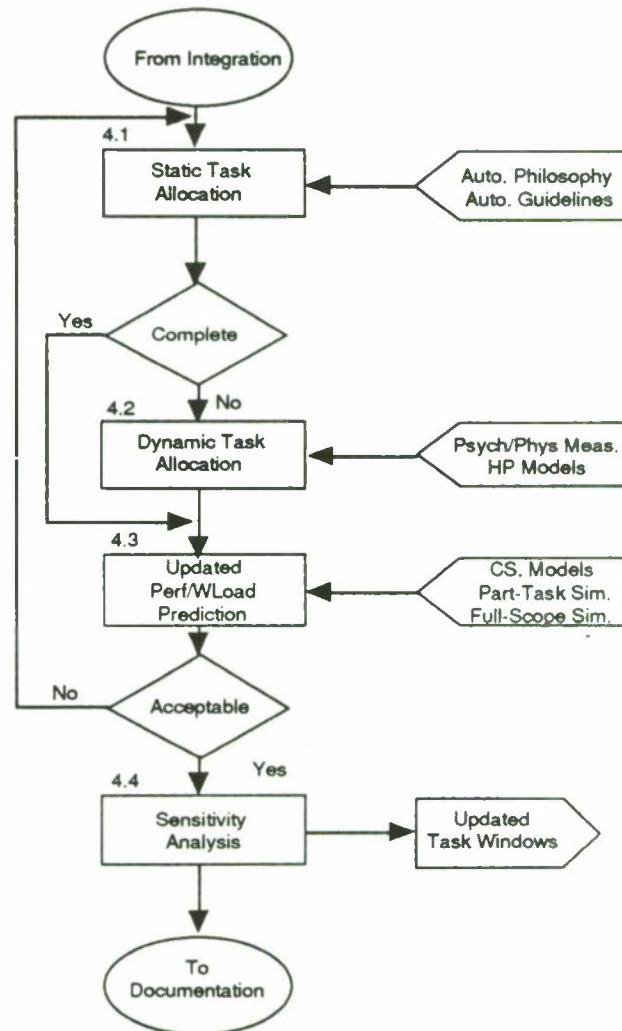 From Integration
4.1
Static Task
Allocation
Auto. Philosophy
Auto. Guidelines
Yes
Complete
No
4.2
Dynamic Task
Allocation
Psych/Phys Meas.
HP Models
4.3
Updated
Perf/WLoad
Prediction
CS. Models
Part-Task Sim.
Full-Scope Sim.
No
Acceptable
Yes
4.4
Sensitivity
Analysis
Updated
Task Windows
To
Documentation